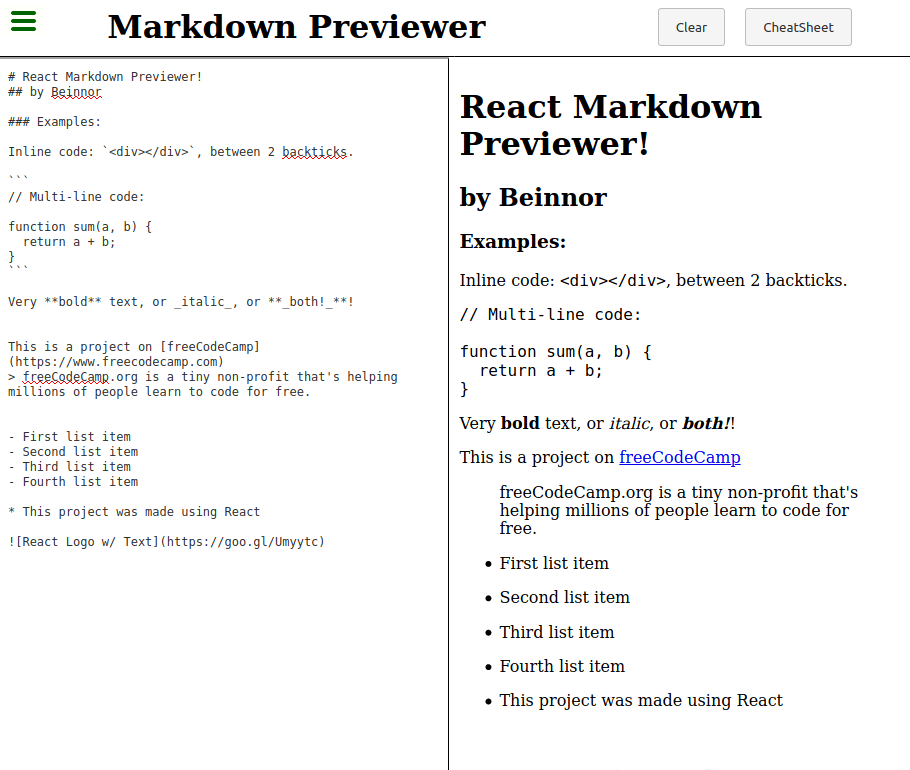 Markdown Previewer
Clear
CheatSheet
# React Markdown Previewer!
## by Beinnor
### Examples:
Inline code: `<div></div>`, between 2 backticks.
```
// Multi-line code:
function sum(a, b) {
  return a + b;
}
```
Very **bold** text, or _italic_, or **_both!_**!
This is a project on [freeCodeCamp]
(https://www.freecodecamp.com)
> freeCodeCamp.org is a tiny non-profit that's helping
millions of people learn to code for free.
- First list item
- Second list item
- Third list item
- Fourth list item
* This project was made using React
![React Logo w/ Text](https://goo.gl/Umyytc)
React Markdown
Previewer!
by Beinnor
Examples:
Inline code: <div></div>, between 2 backticks.
// Multi-line code:
function sum(a, b) {
  return a + b;
}
Very bold text, or italic, or both!!
This is a project on freeCodeCamp
freeCodeCamp.org is a tiny non-profit that's
helping millions of people learn to code for
free.
• First list item
• Second list item
• Third list item
• Fourth list item
• This project was made using React